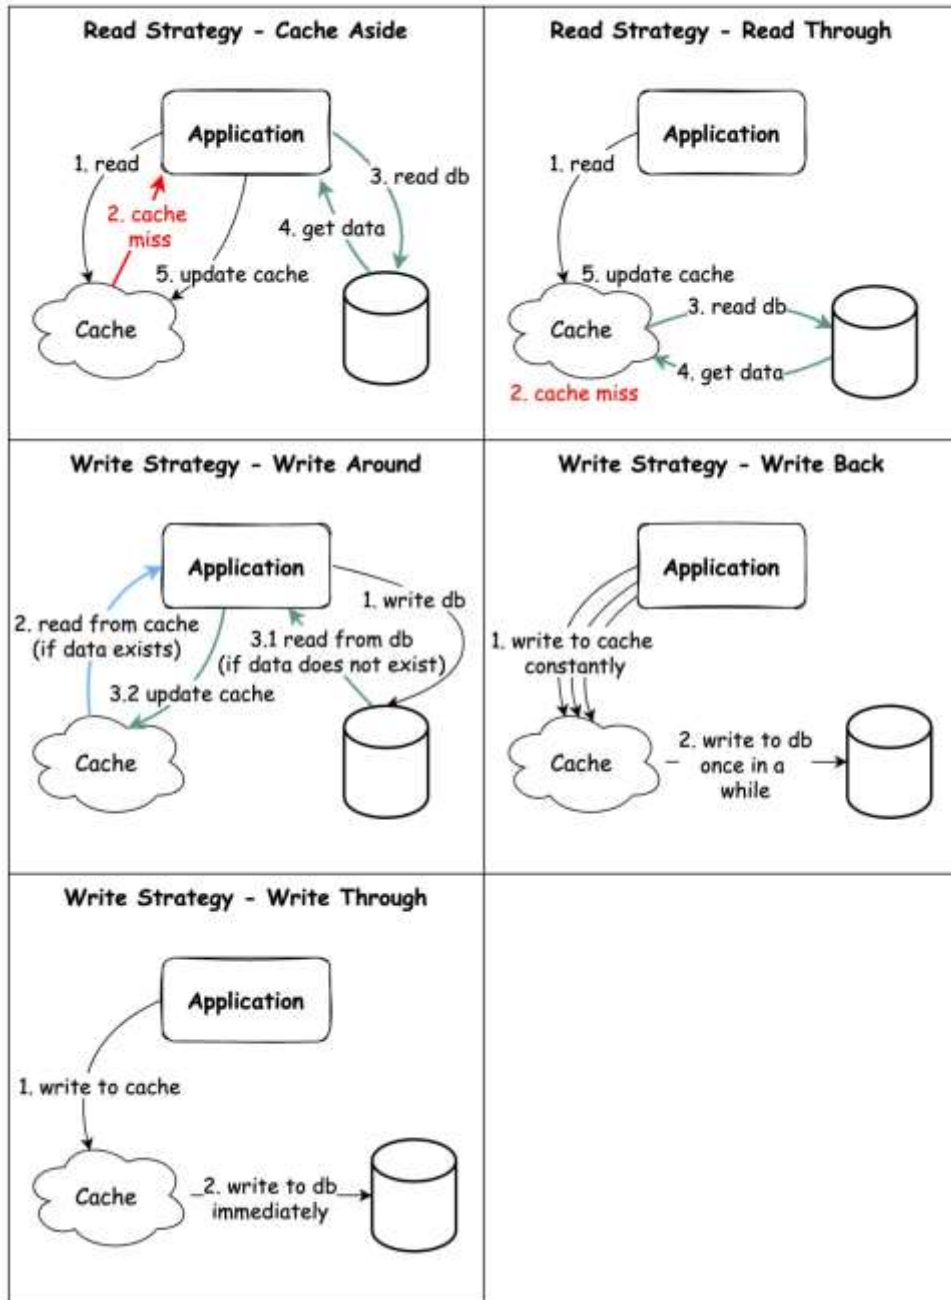 Read Strategy - Cache Aside
Application
1. read
3. read db
2. cache
miss
4. get data
5. update cache
Cache
Read Strategy - Read Through
Application
1. read
5. update cache
Cache
3. read db
4. get data
2. cache miss
Write Strategy - Write Around
Application
1. write db
2. read from cache
(if data exists)
3.1 read from db
(if data does not exist)
3.2 update cache
Cache
Write Strategy - Write Back
Application
1. write to cache
constantly
Cache
2. write to db
once in a
while
Write Strategy - Write Through
Application
1. write to cache
Cache
2. write to db
immediately